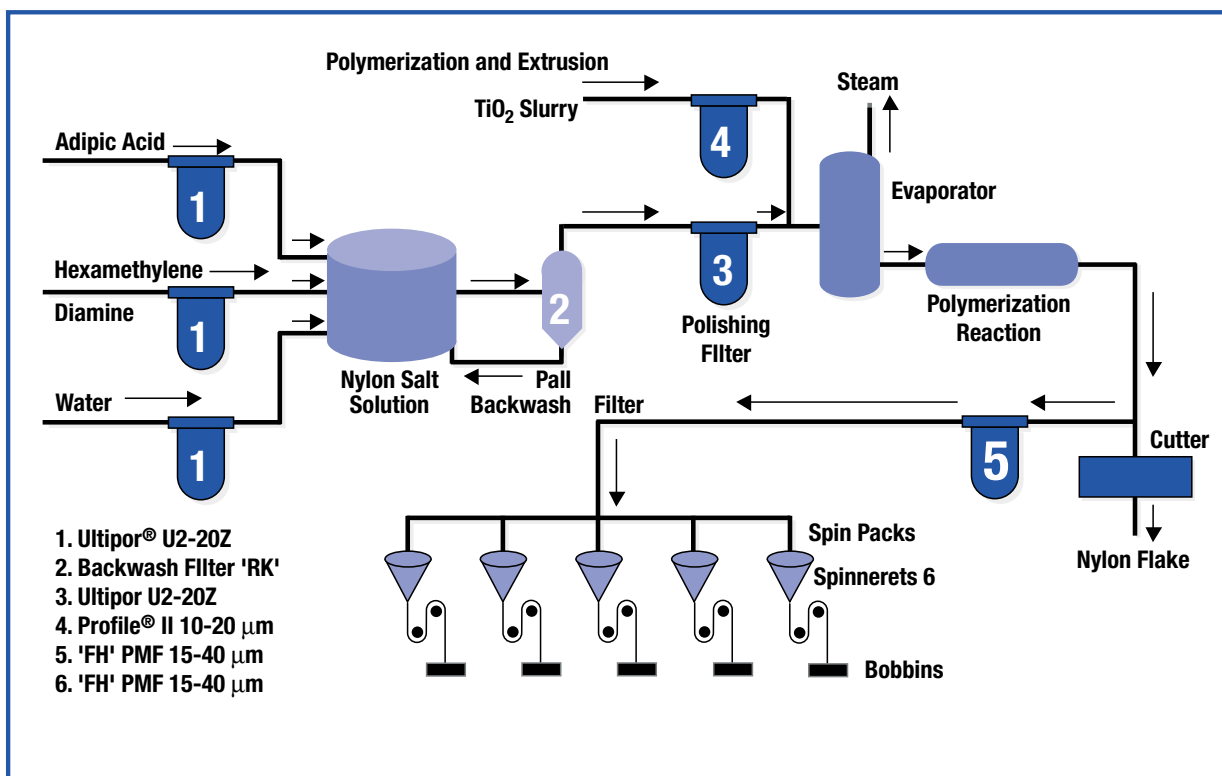 Polymerization and Extrusion
TiO₂ Slurry
4
Steam
Adipic Acid
1
Evaporator
Hexamethylene
Diamine
1
2
3
Polishing
FIlter
Polymerization
Reaction
Nylon Salt
Solution
Pall
Backwash
Filter
Water
1
5
Cutter
Nylon Flake
Spin Packs
Spinnerets 6
Bobbins
1. Ultipor® U2-20Z
2. Backwash FIlter 'RK'
3. Ultipor U2-20Z
4. Profile® II 10-20 μm
5. 'FH' PMF 15-40 μm
6. 'FH' PMF 15-40 μm